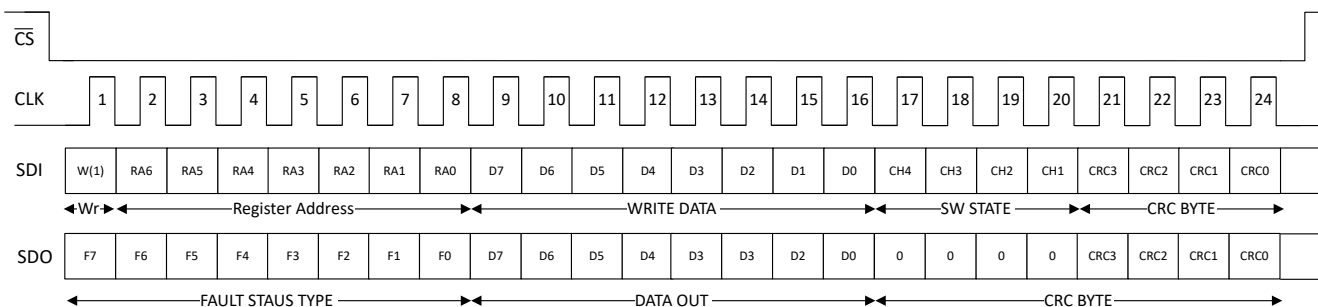 CS
CLK 1 2 3 4 5 6 7 8 9 10 11 12 13 14 15 16 17 18 19 20 21 22 23 24
SDI W(1) RA6 RA5 RA4 RA3 RA2 RA1 RA0 D7 D6 D5 D4 D3 D2 D1 D0 CH4 CH3 CH2 CH1 CRC3 CRC2 CRC1 CRC0
Wr Register Address WRITE DATA SW STATE CRC BYTE
SDO F7 F6 F5 F4 F3 F2 F1 F0 D7 D6 D5 D4 D3 D3 D2 D0 0 0 0 0 CRC3 CRC2 CRC1 CRC0
FAULT STAUS TYPE DATA OUT CRC BYTE